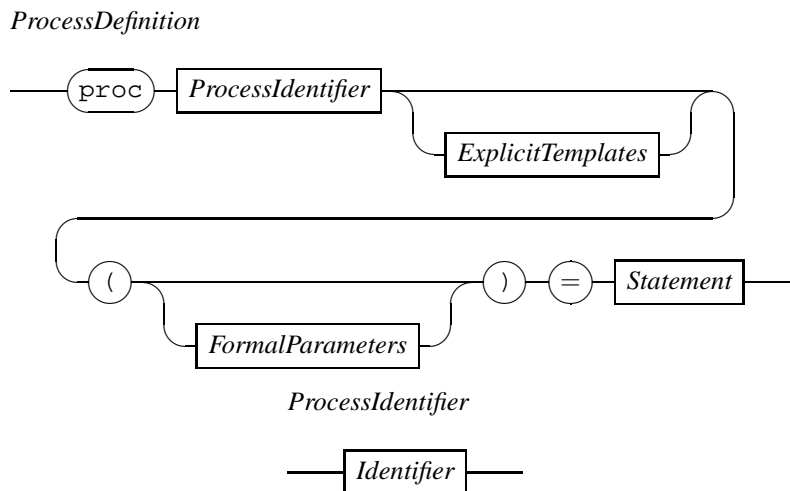 ProcessDefinition
proc ProcessIdentifier
ExplicitTemplates
( ) = Statement
FormalParameters
ProcessIdentifier
Identifier